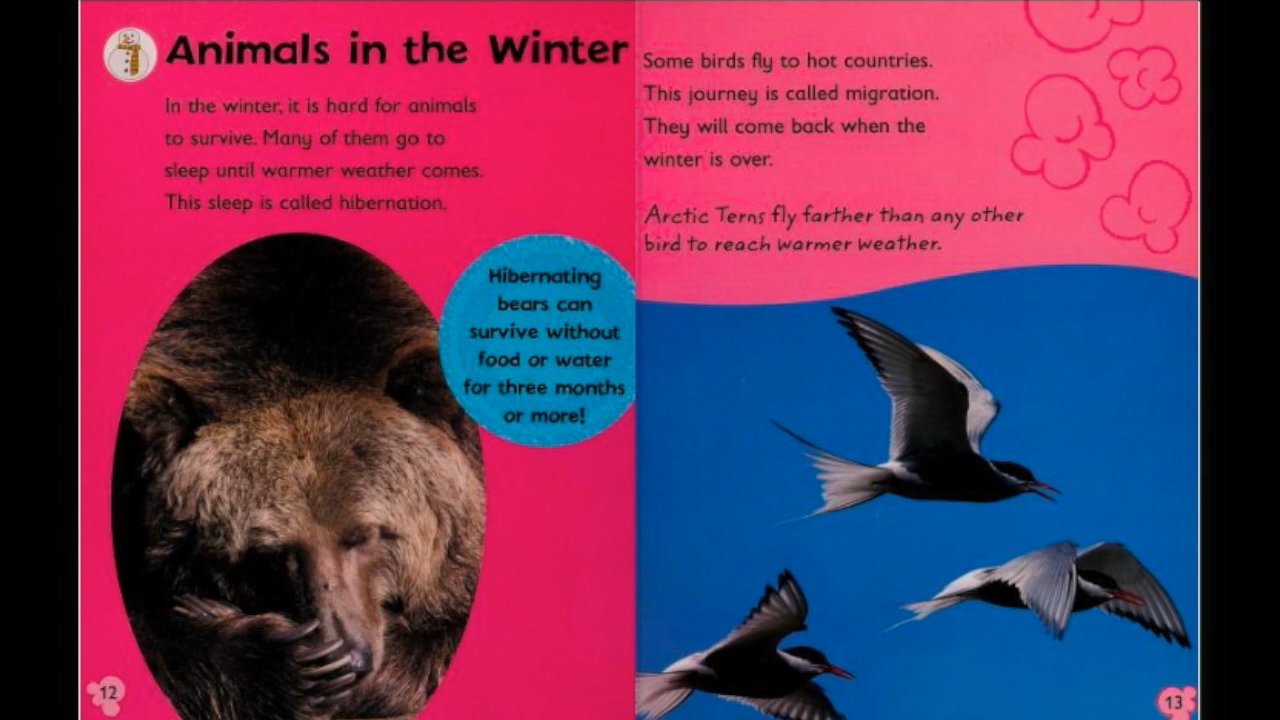 Animals in the Winter
In the winter, it is hard for animals
to survive. Many of them go to
sleep until warmer weather comes.
This sleep is called hibernation.
Hibernating
bears can
survive without
food or water
for three months
or more!
12
Some birds fly to hot countries.
This journey is called migration.
They will come back when the
winter is over.
Arctic Terns fly farther than any other
bird to reach warmer weather.
13